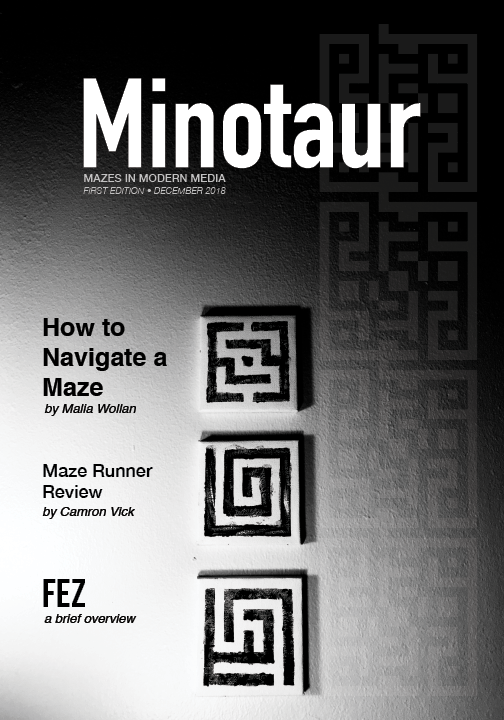 Minotaur
MAZES IN MODERN MEDIA
FIRST EDITION • DECEMBER 2018
How to
Navigate a
Maze
by Malia Wollan
Maze Runner
Review
by Camron Vick
FEZ
a brief overview